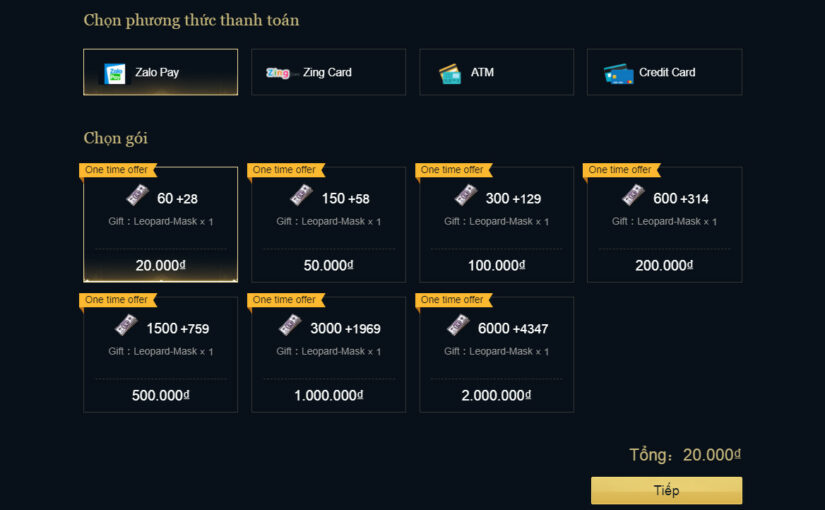 Chọn phương thức thanh toán
Zalo Pay
Zing Card
ATM
Credit Card
Chọn gói
One time offer
60 +28
Gift : Leopard-Mask x 1
20.000₫
One time offer
150 +58
Gift : Leopard-Mask x 1
50.000₫
One time offer
300 +129
Gift : Leopard-Mask x 1
100.000₫
One time offer
600 +314
Gift : Leopard-Mask x 1
200.000₫
One time offer
1500 +759
Gift : Leopard-Mask x 1
500.000₫
One time offer
3000 +1969
Gift : Leopard-Mask x 1
1.000.000₫
One time offer
6000 +4347
Gift : Leopard-Mask x 1
2.000.000₫
Tổng: 20.000₫
Tiếp